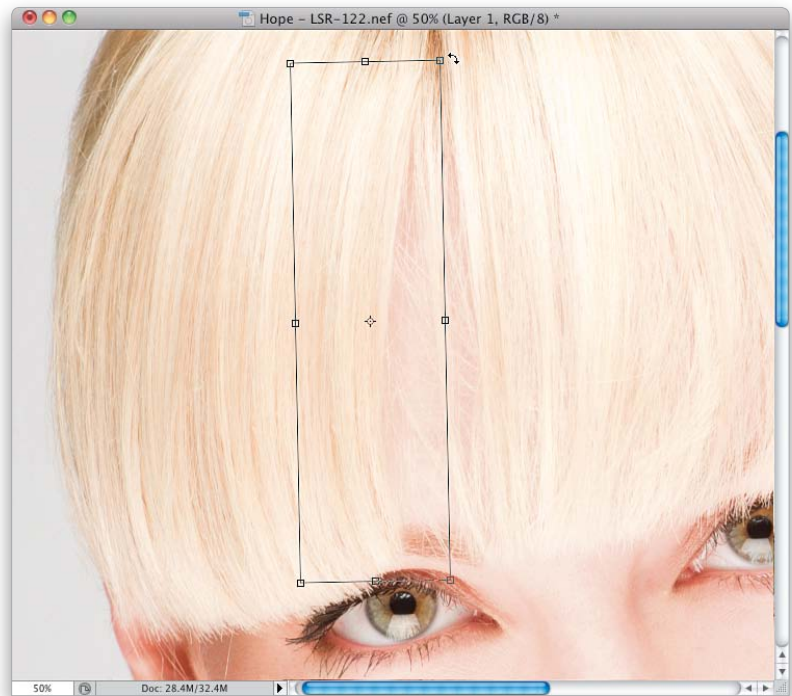 Hope - LSR-122.nef @ 50% (Layer 1, RGB/8) *
50% Doc: 28.4M/32.4M